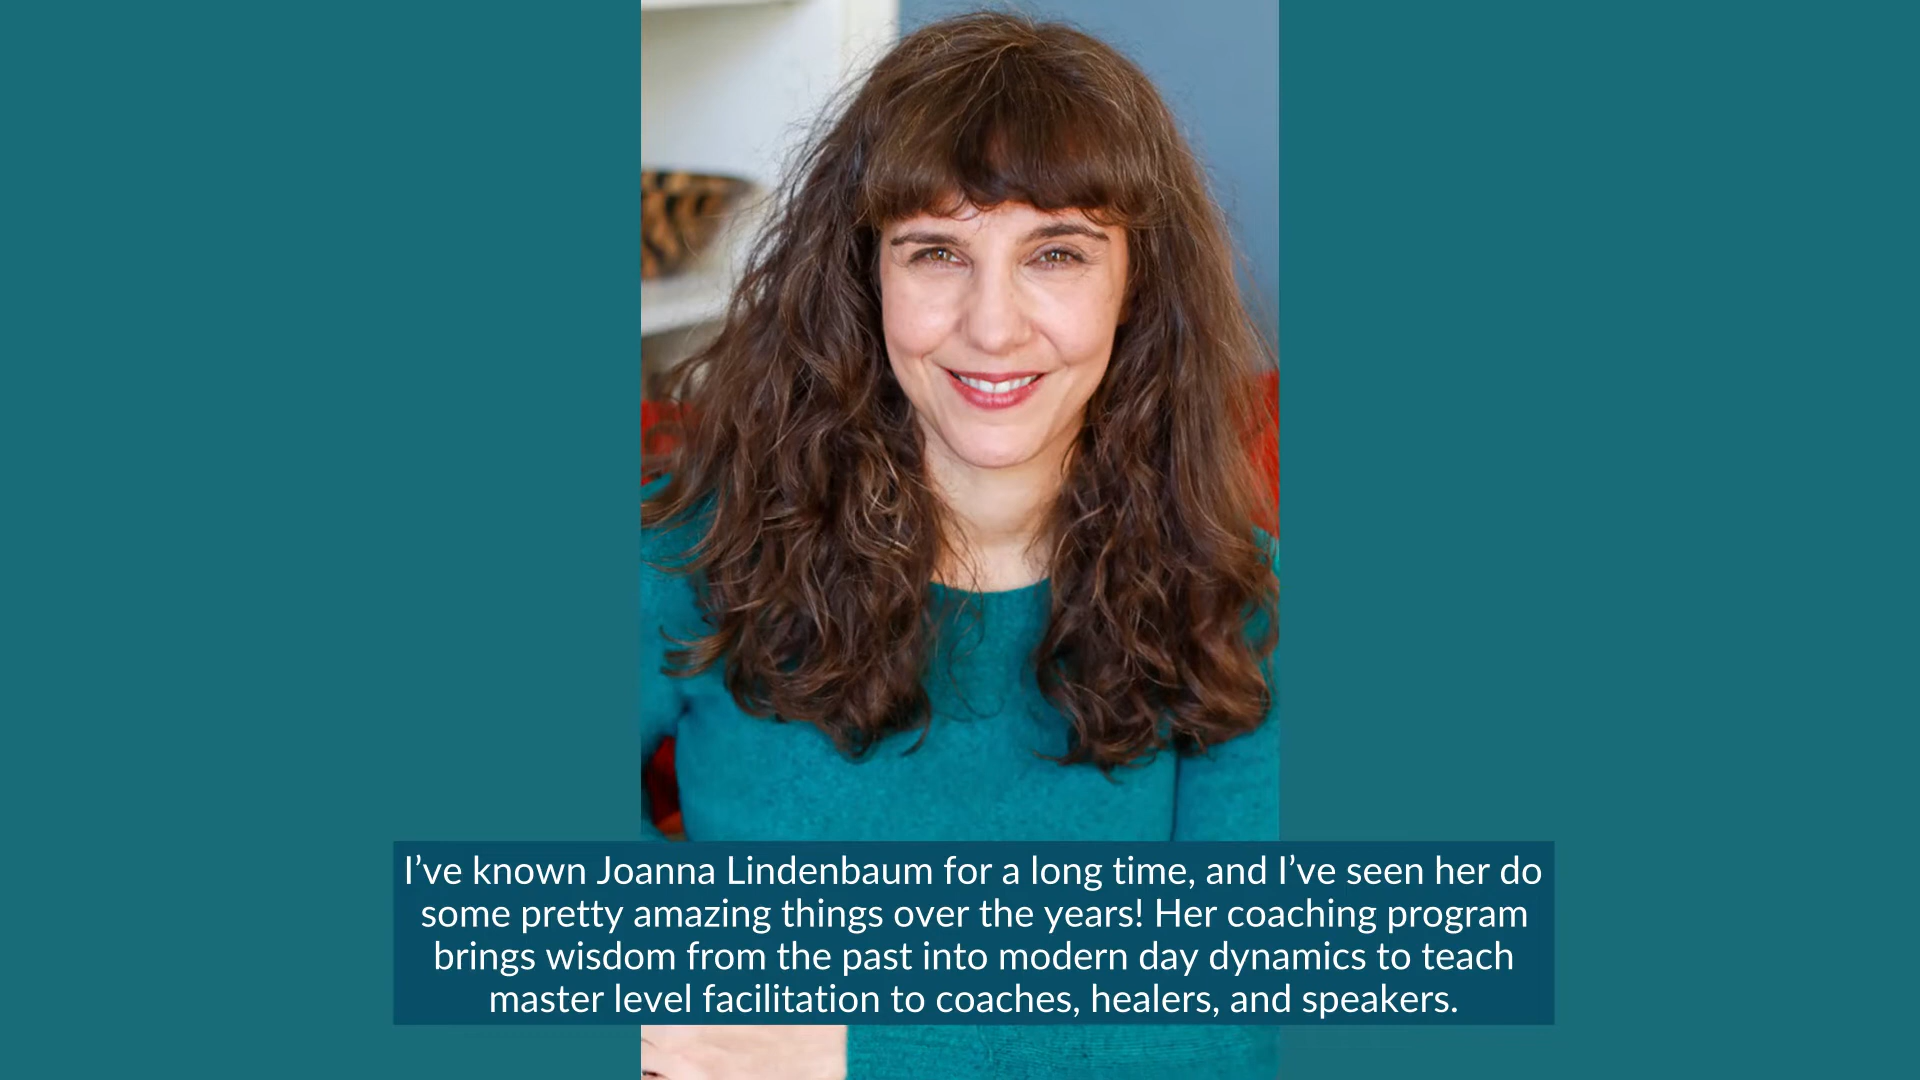 I’ve known Joanna Lindenbaum for a long time, and I’ve seen her do
some pretty amazing things over the years! Her coaching program
brings wisdom from the past into modern day dynamics to teach
master level facilitation to coaches, healers, and speakers.